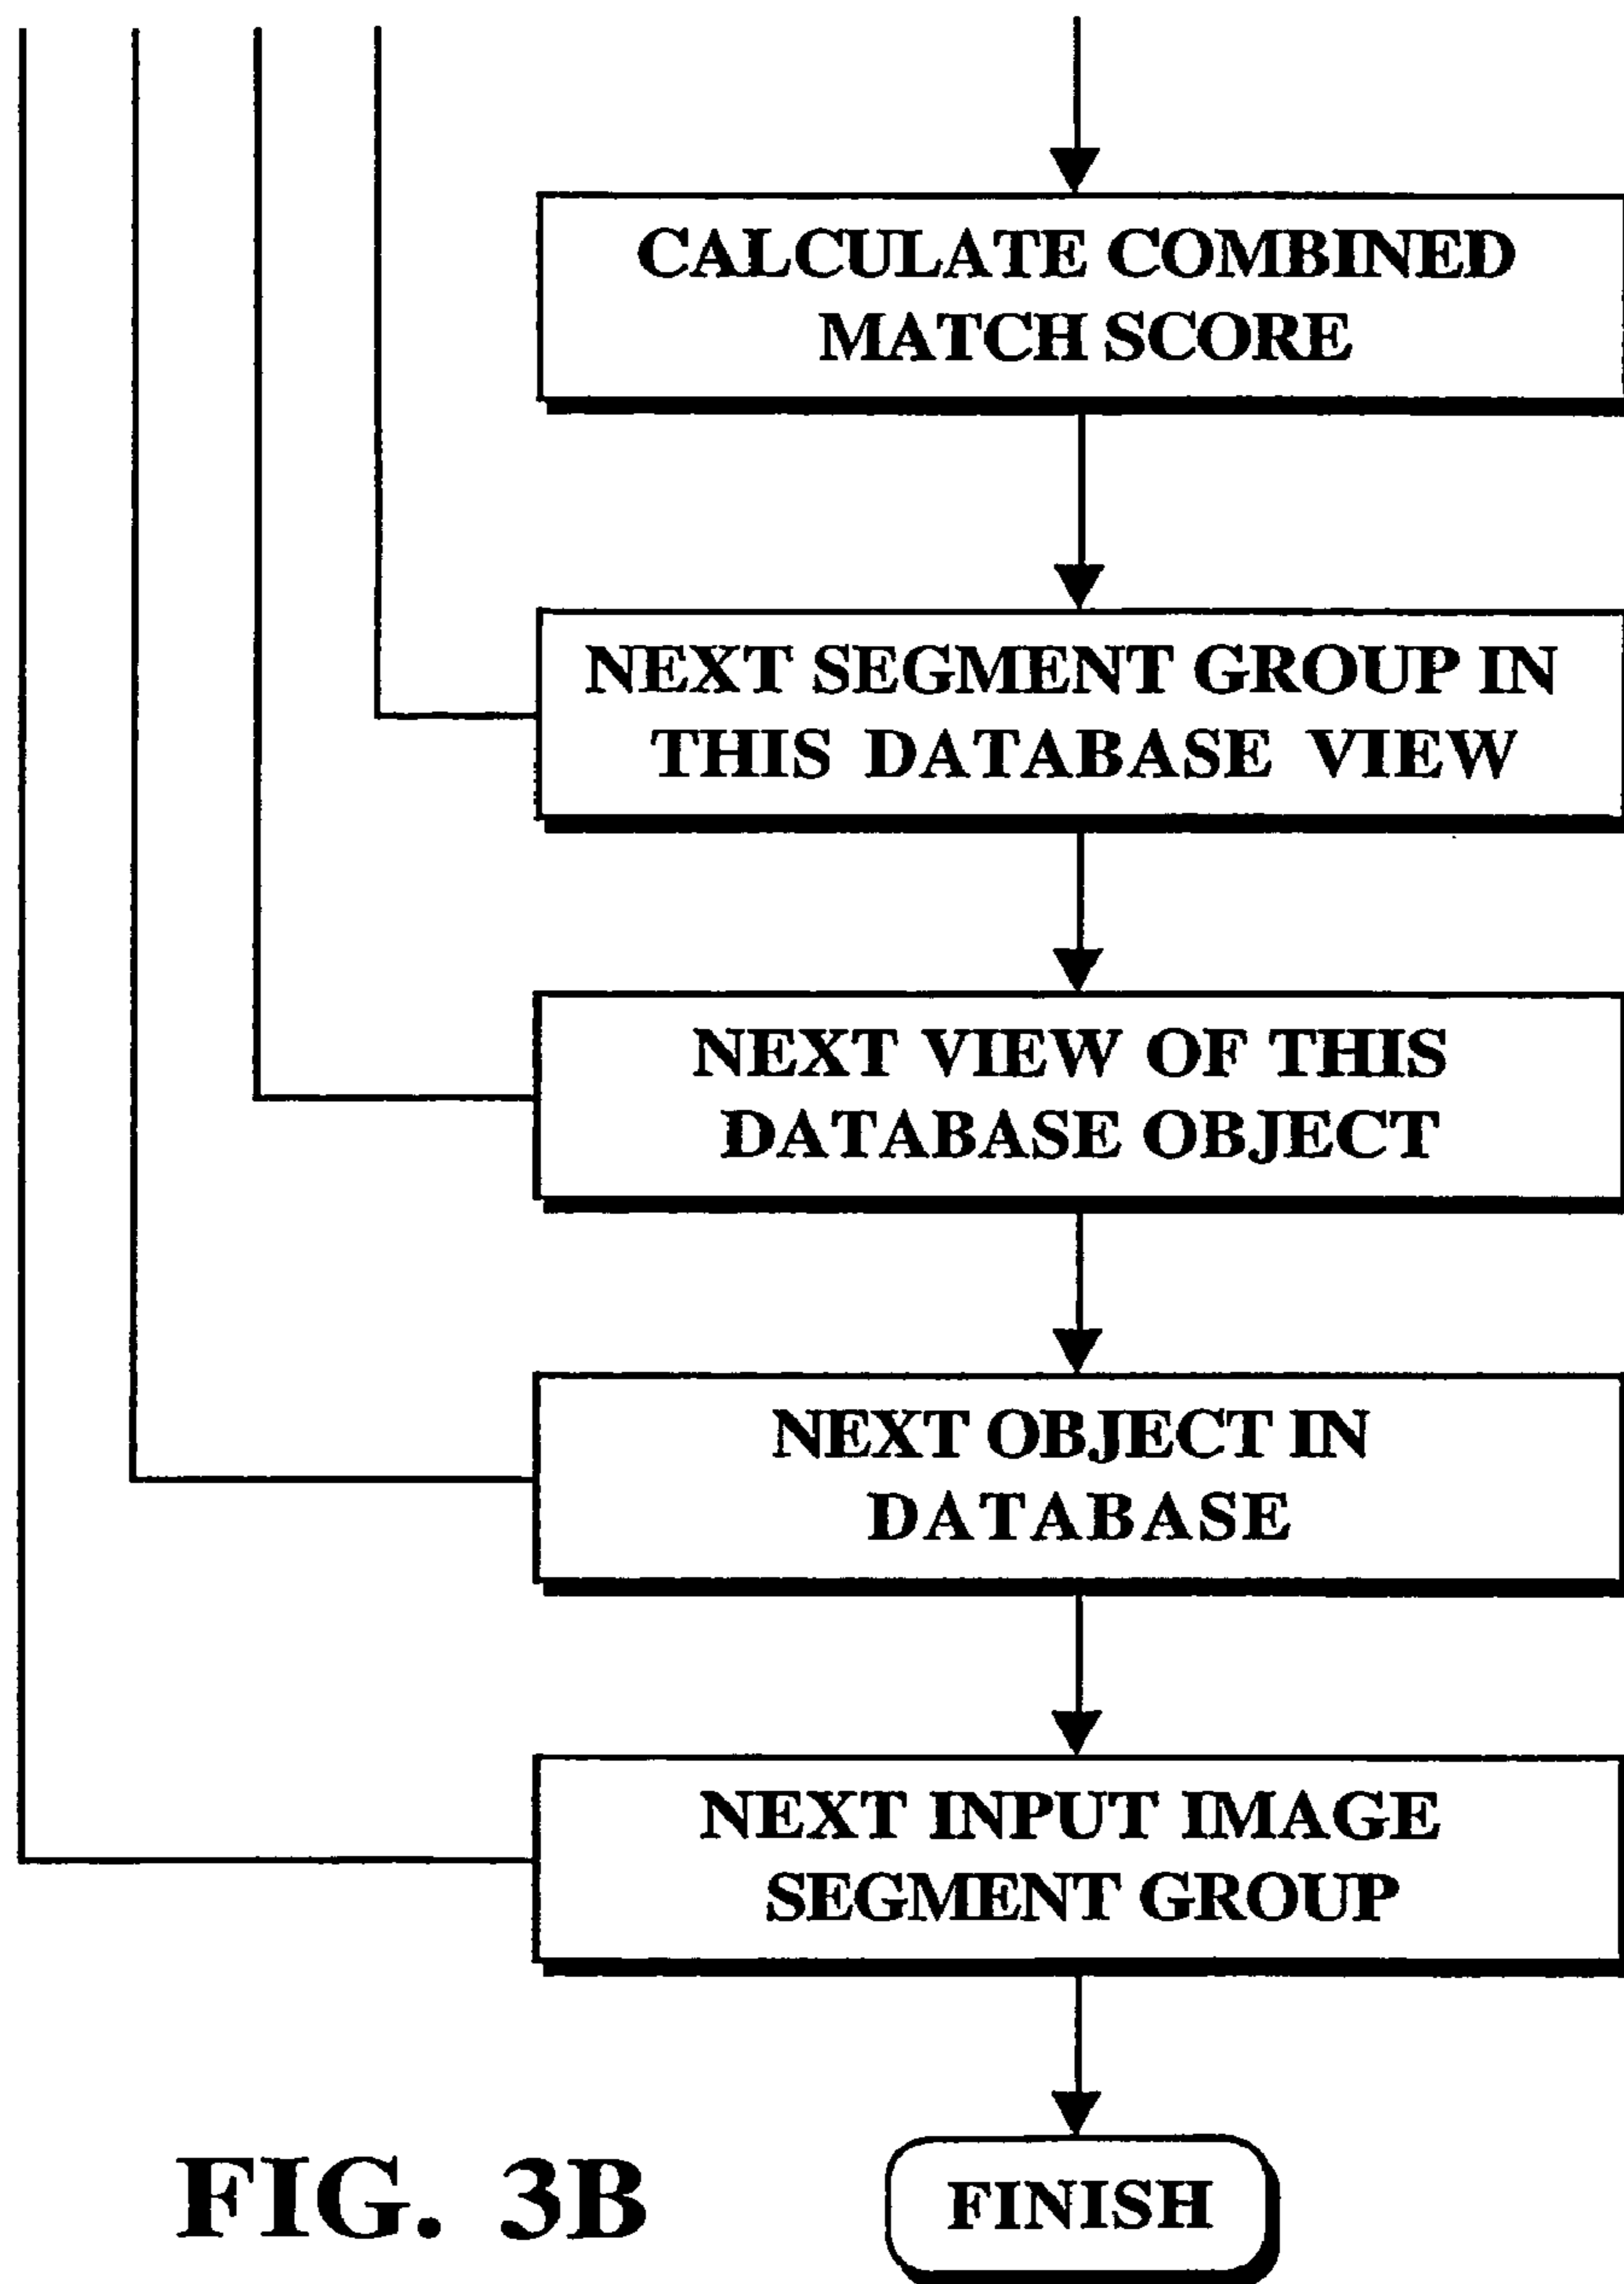 CALCULATE COMBINED
MATCH SCORE
NEXT SEGMENT GROUP IN
THIS DATABASE VIEW
NEXT VIEW OF THIS
DATABASE OBJECT
NEXT OBJECT IN
DATABASE
NEXT INPUT IMAGE
SEGMENT GROUP
FINISH
FIG. 3B